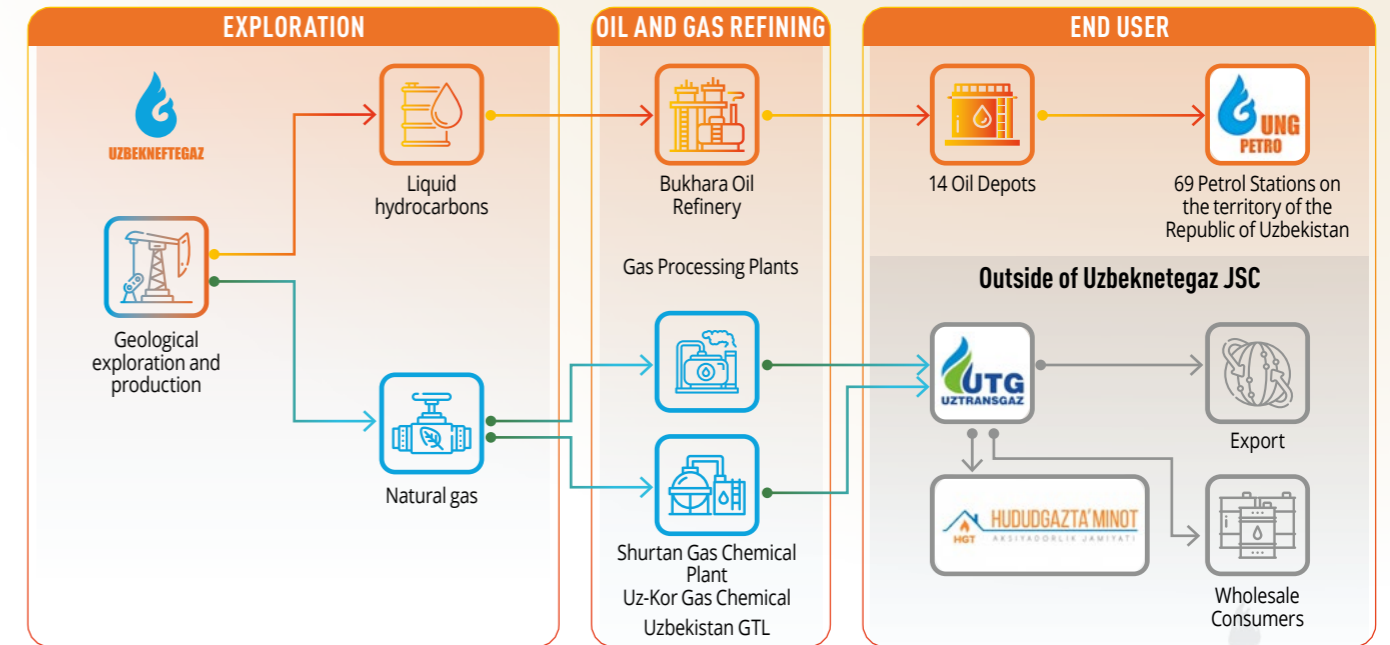 EXPLORATION
UZBEKNEFTEGAZ
Geological
exploration and
production
Liquid
hydrocarbons
Natural gas
OIL AND GAS REFINING
Bukhara Oil
Refinery
Gas Processing Plants
Shurtan Gas Chemical
Plant
Uz-Kor Gas Chemical
Uzbekistan GTL
END USER
14 Oil Depots
UNG
PETRO
69 Petrol Stations on
the territory of the
Republic of Uzbekistan
Outside of Uzbeknetegaz JSC
UTG
UZTRANSGAZ
Export
HGT
HUDUDGAZTA'MINOT
AKSIYADORLIK JAMIYATI
Wholesale
Consumers